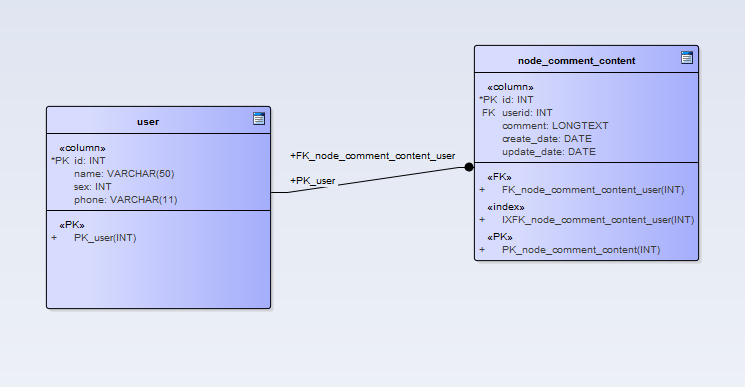 user
«column»
*PK id: INT
name: VARCHAR(50)
sex: INT
phone: VARCHAR(11)
«PK»
+ PK_user(INT)
+FK_node_comment_content_user
+PK_user
node_comment_content
«column»
*PK id: INT
FK userid: INT
comment: LONGTEXT
create_date: DATE
update_date: DATE
«FK»
+ FK_node_comment_content_user(INT)
«index»
+ IXFK_node_comment_content_user(INT)
«PK»
+ PK_node_comment_content(INT)